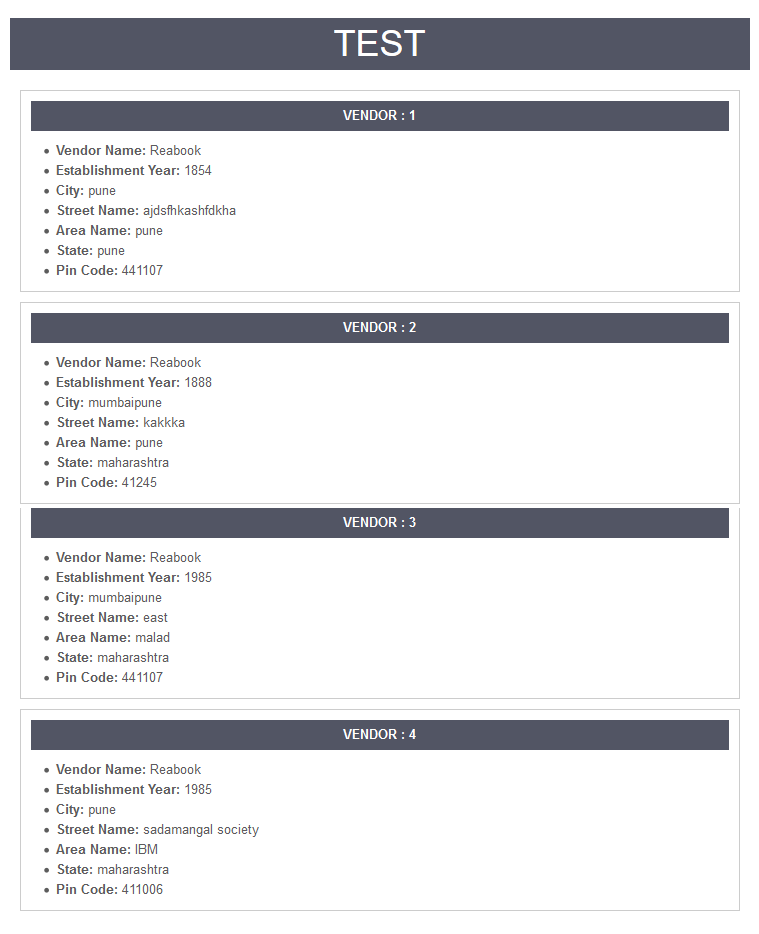 TEST
VENDOR : 1
Vendor Name: Reabook
Establishment Year: 1854
City: pune
Street Name: ajdsfhkashfdkha
Area Name: pune
State: pune
Pin Code: 441107
VENDOR : 2
Vendor Name: Reabook
Establishment Year: 1888
City: mumbaipune
Street Name: kakkka
Area Name: pune
State: maharashtra
Pin Code: 41245
VENDOR : 3
Vendor Name: Reabook
Establishment Year: 1985
City: mumbaipune
Street Name: east
Area Name: malad
State: maharashtra
Pin Code: 441107
VENDOR : 4
Vendor Name: Reabook
Establishment Year: 1985
City: pune
Street Name: sadamangal society
Area Name: IBM
State: maharashtra
Pin Code: 411006